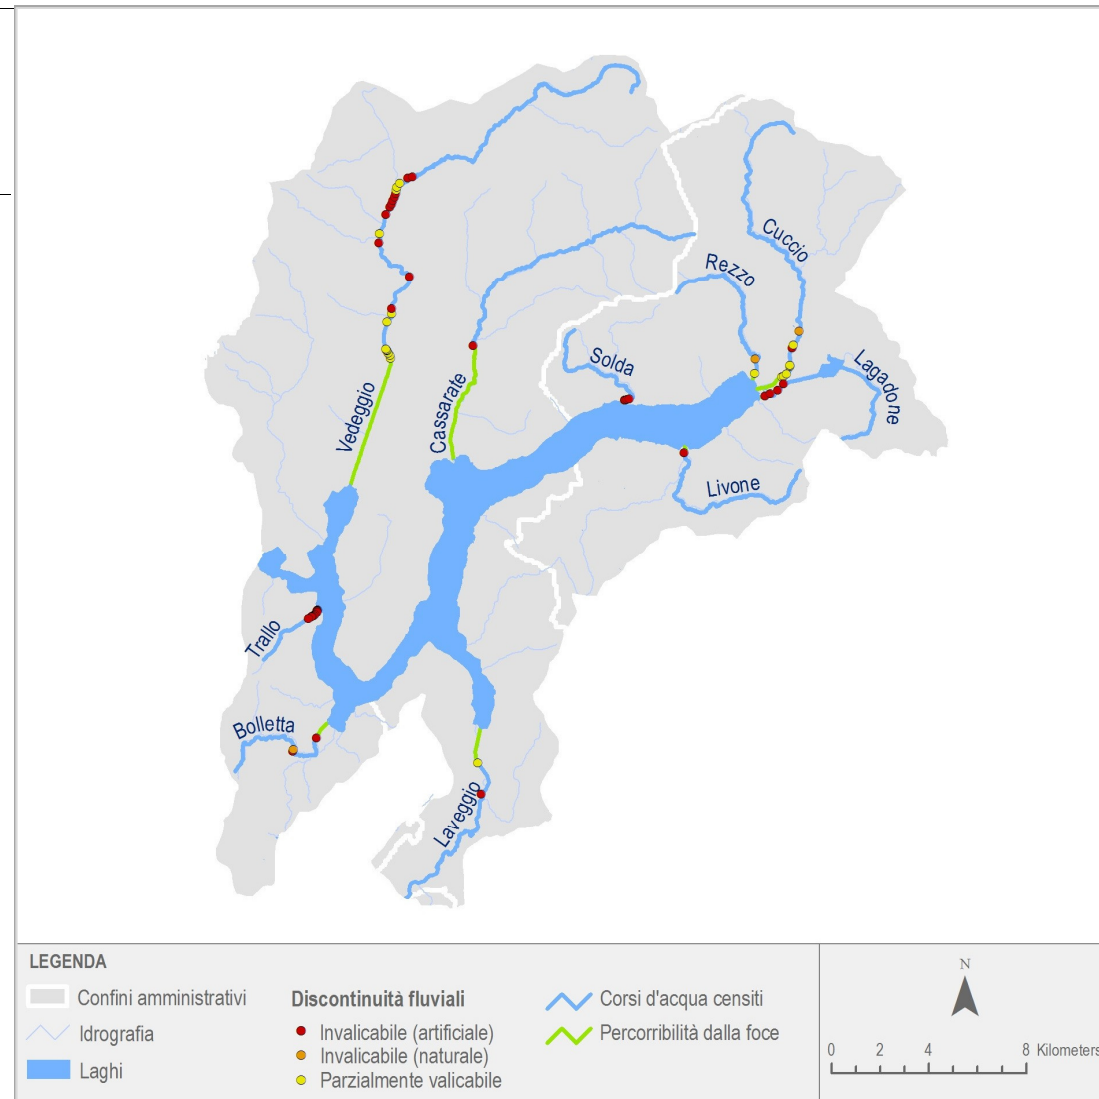 Cuccio
Rezzo
Solda
Lagadone
Vedeggio
Cassarate
Livone
Trallo
Bolletta
Laveggio
LEGENDA
Confini amministrativi
Idrografia
Laghi
Discontinuità fluviali
Invalicabile (artificiale)
Invalicabile (naturale)
Parzialmente valicabile
Corsi d'acqua censiti
Percorribilità dalla foce
N
0 2 4 8 Kilometers